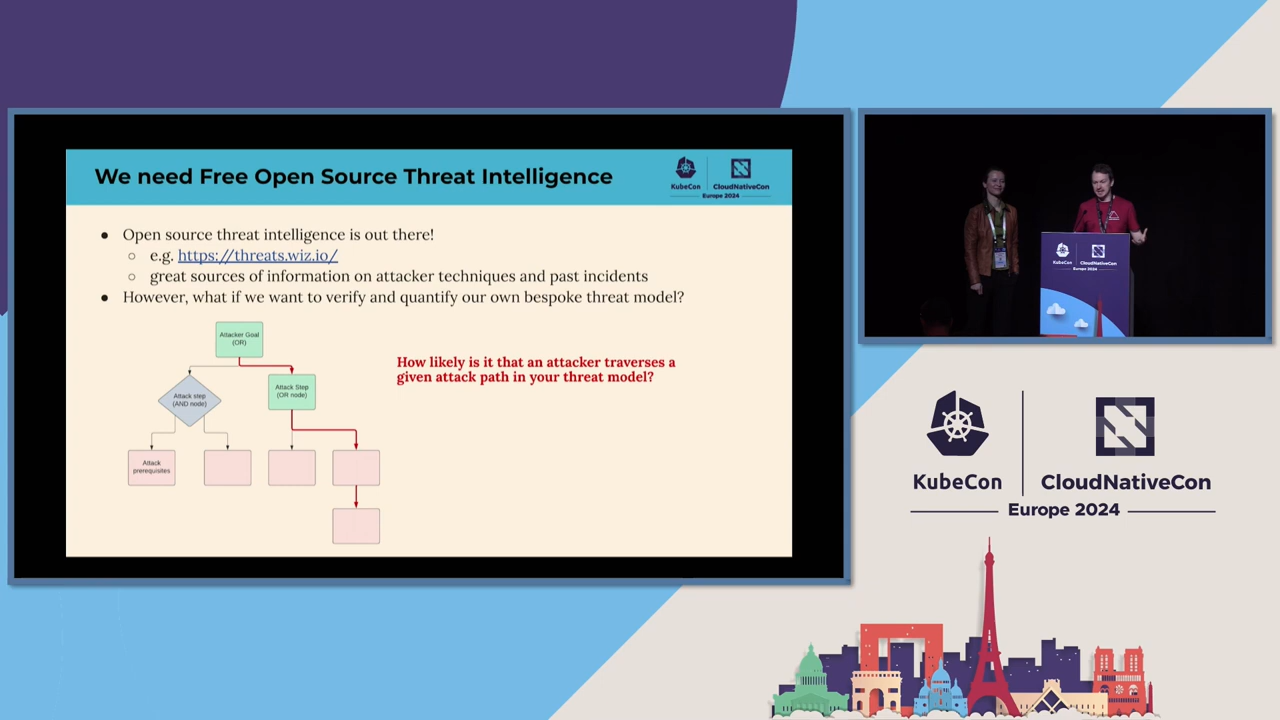 We need Free Open Source Threat Intelligence
KubeCon
CloudNativeCon
Europe 2024
● Open source threat intelligence is out there!
○ e.g. https://threats.wiz.io/
○ great sources of information on attacker techniques and past incidents
● However, what if we want to verify and quantify our own bespoke threat model?
Attacker Goal
(OR)
Attack step
(AND node)
Attack Step
(OR node)
Attack
prerequisites
How likely is it that an attacker traverses a
given attack path in your threat model?
KubeCon
CloudNativeCon
Europe 2024
KubeCon
CloudNativeCon
Europe 2024